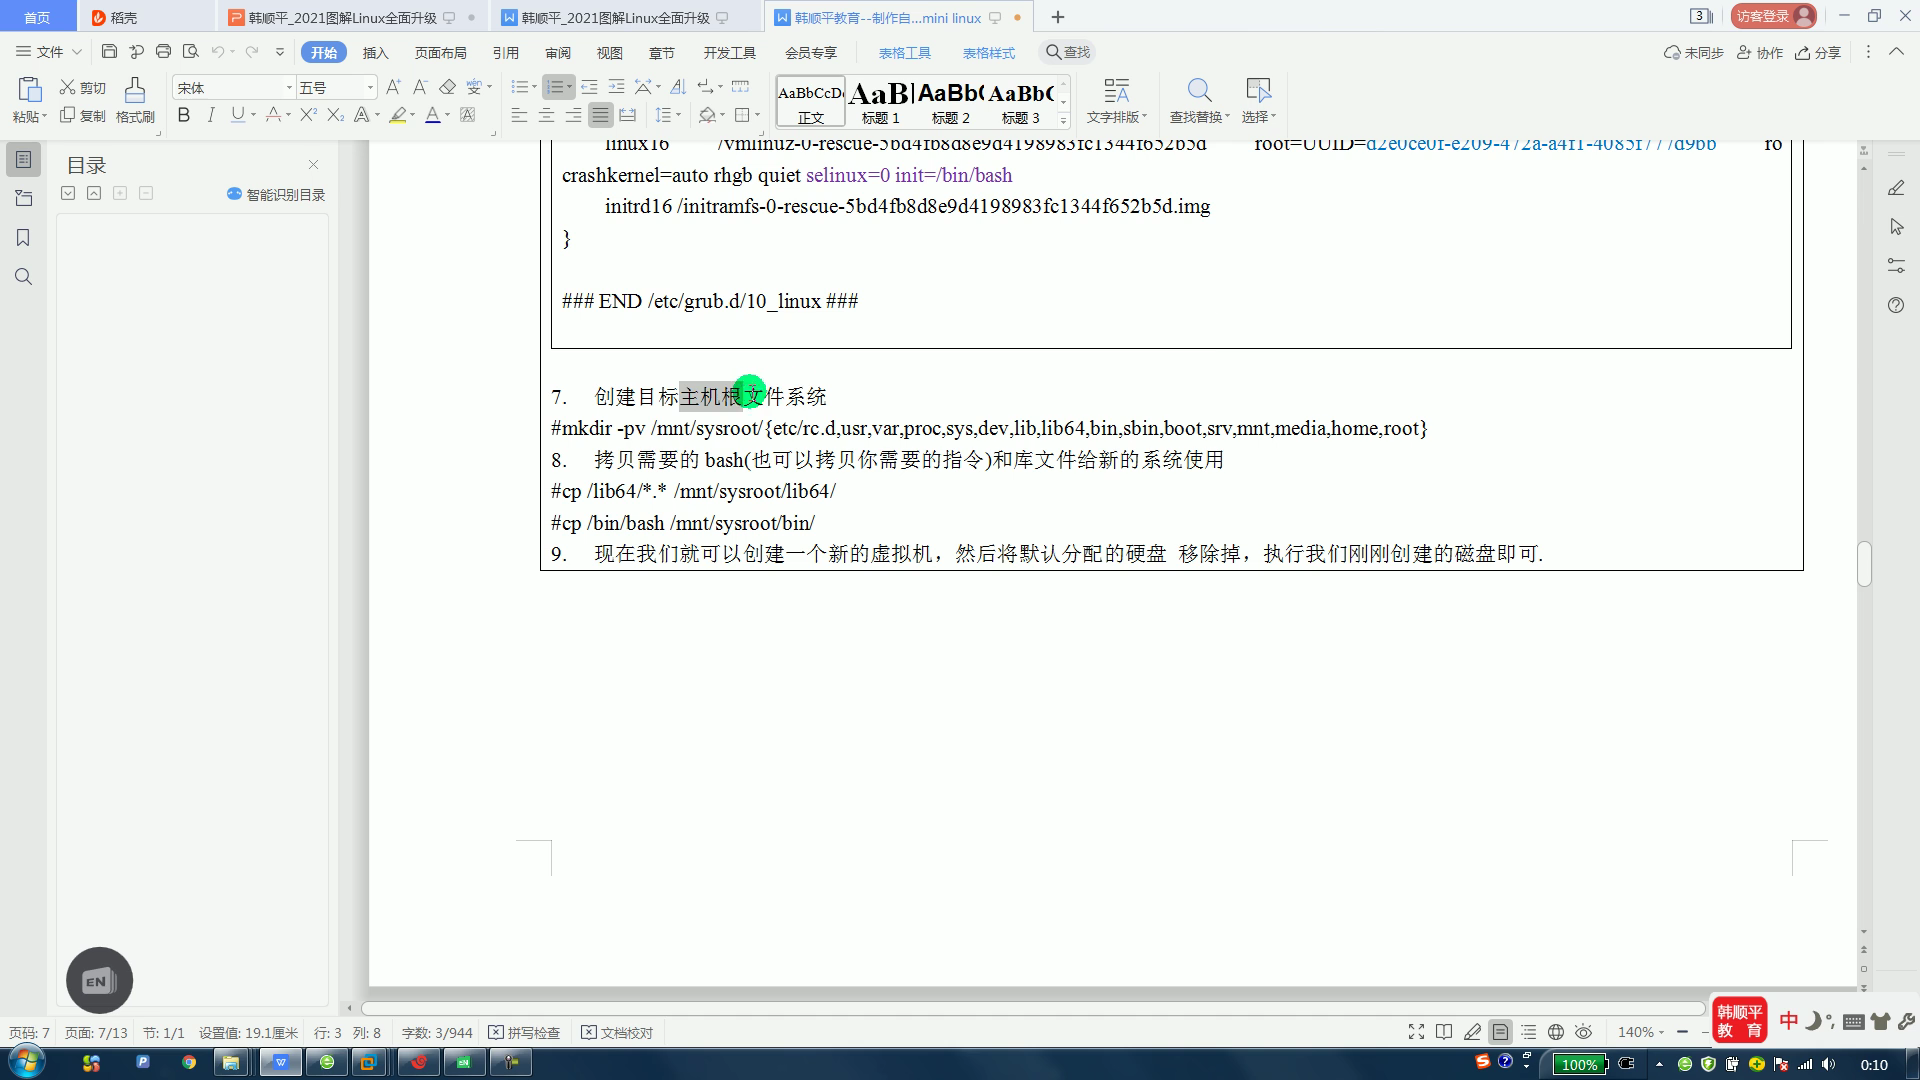 首页
稻壳
韩顺平_2021图解Linux全面升级
韩顺平_2021图解Linux全面升级
韩顺平教育--制作自...mini linux
3
访客登录
文件
开始
插入
页面布局
引用
审阅
视图
章节
开发工具
会员专享
表格工具
表格样式
查找
未同步
协作
分享
粘贴
剪切
复制
格式刷
宋体
五号
AaBbCcDd
正文
标题 1
标题 2
标题 3
文字排版
查找替换
选择
目录
智能识别目录
linux16 /vmlinuz-0-rescue-5bd4fb8d8e9d4198983fc1344f652b5d root=UUID=d2e0ce0f-e209-472a-a4f1-4085f777d9bb ro
crashkernel=auto rhgb quiet selinux=0 init=/bin/bash
initrd16 /initramfs-0-rescue-5bd4fb8d8e9d4198983fc1344f652b5d.img
}
### END /etc/grub.d/10_linux ###
7. 创建目标主机根文件系统
#mkdir -pv /mnt/sysroot/{etc/rc.d,usr,var,proc,sys,dev,lib,lib64,bin,sbin,boot,srv,mnt,media,home,root}
8. 拷贝需要的 bash(也可以拷贝你需要的指令)和库文件给新的系统使用
#cp /lib64/*.* /mnt/sysroot/lib64/
#cp /bin/bash /mnt/sysroot/bin/
9. 现在我们就可以创建一个新的虚拟机，然后将默认分配的硬盘 移除掉，执行我们刚刚创建的磁盘即可.
EN
页码: 7
页面: 7/13
节: 1/1
设置值: 19.1厘米
行: 3
列: 8
字数: 3/944
拼写检查
文档校对
140%
韩顺平
教 育
中
100%
0:10